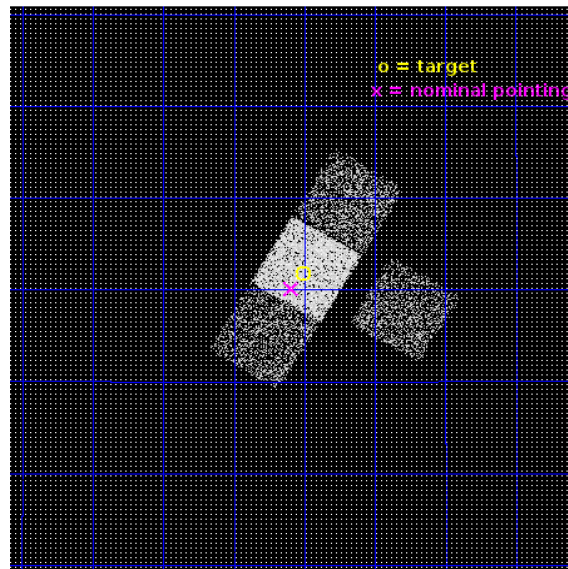 o = target
x = nominal pointing